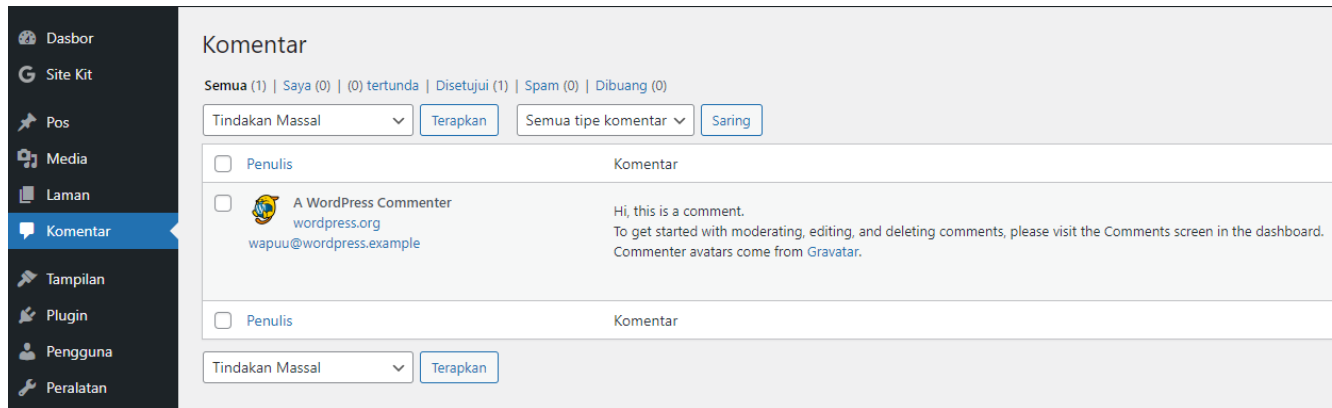 Dasbor
Site Kit
Pos
Media
Laman
Komentar
Tampilan
Plugin
Pengguna
Peralatan
Komentar
Semua (1) | Saya (0) | (0) tertunda | Disetujui (1) | Spam (0) | Dibuang (0)
Tindakan Massal Terapkan Semua tipe komentar Saring
Penulis Komentar
A WordPress Commenter
wordpress.org
wapuu@wordpress.example
Hi, this is a comment.
To get started with moderating, editing, and deleting comments, please visit the Comments screen in the dashboard.
Commenter avatars come from Gravatar.
Penulis Komentar
Tindakan Massal Terapkan